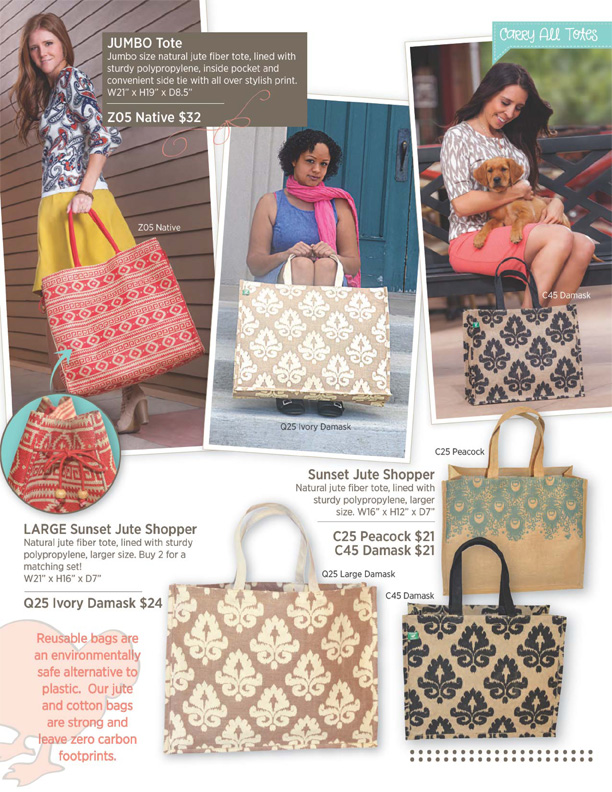 Carry All Totes
JUMBO Tote
Jumbo size natural jute fiber tote, lined with
sturdy polypropylene, inside pocket and
convenient side tie with all over stylish print.
W21" x H19" x D8.5"
Z05 Native $32
Z05 Native
C45 Damask
Q25 Ivory Damask
C25 Peacock
Sunset Jute Shopper
Natural jute fiber tote, lined with
sturdy polypropylene, larger
size. W16" x H12" x D7"
C25 Peacock $21
C45 Damask $21
LARGE Sunset Jute Shopper
Natural jute fiber tote, lined with sturdy
polypropylene, larger size. Buy 2 for a
matching set!
W21" x H16" x D7"
Q25 Ivory Damask $24
Q25 Large Damask
C45 Damask
Reusable bags are
an environmentally
safe alternative to
plastic. Our jute
and cotton bags
are strong and
leave zero carbon
footprints.